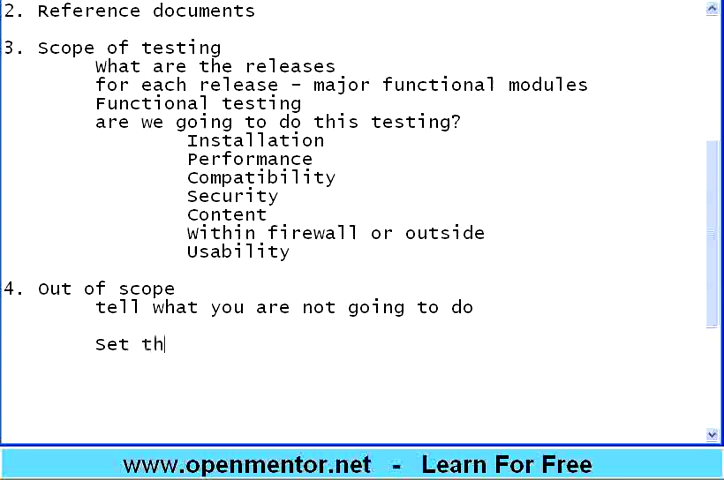 2. Reference documents
3. Scope of testing
What are the releases
for each release - major functional modules
Functional testing
are we going to do this testing?
Installation
Performance
Compatibility
Security
Content
Within firewall or outside
Usability
4. Out of scope
tell what you are not going to do
Set th
www.openmentor.net - Learn For Free